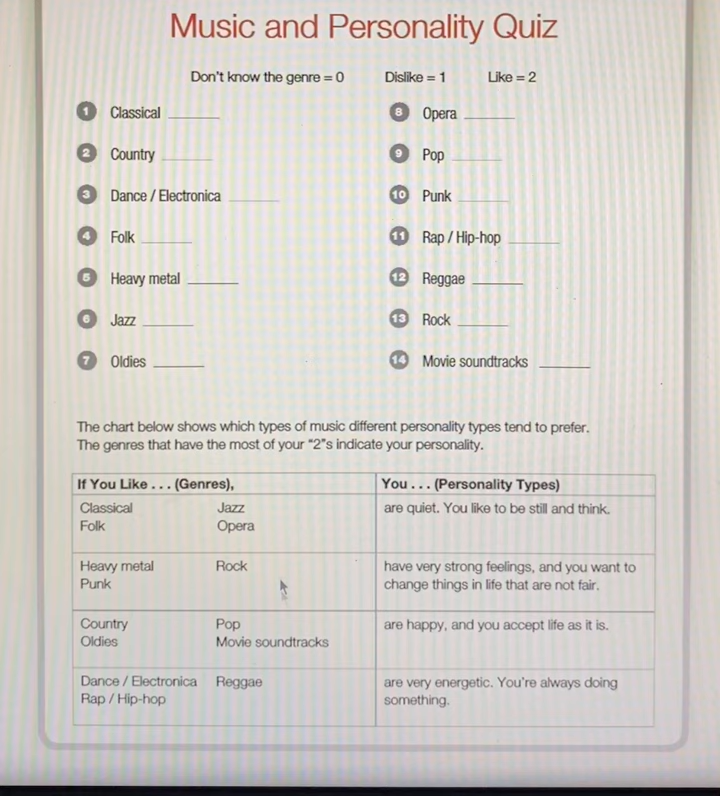 Music and Personality Quiz
Don't know the genre = 0 Dislike = 1 Like = 2
1 Classical ______
2 Country ______
3 Dance / Electronica ______
4 Folk ______
5 Heavy metal ______
6 Jazz ______
7 Oldies ______
8 Opera ______
9 Pop ______
10 Punk ______
11 Rap / Hip-hop ______
12 Reggae ______
13 Rock ______
14 Movie soundtracks ______
The chart below shows which types of music different personality types tend to prefer.
The genres that have the most of your "2"s indicate your personality.
If You Like . . . (Genres), You . . . (Personality Types)
Classical Jazz are quiet. You like to be still and think.
Folk Opera
Heavy metal Rock have very strong feelings, and you want to
Punk change things in life that are not fair.
Country Pop are happy, and you accept life as it is.
Oldies Movie soundtracks
Dance / Electronica Reggae are very energetic. You're always doing
Rap / Hip-hop something.